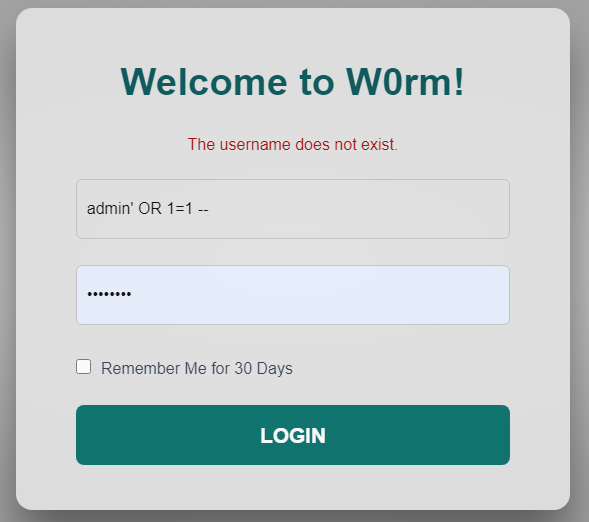 Welcome to W0rm!
The username does not exist.
admin' OR 1=1 --
••••••••
Remember Me for 30 Days
LOGIN